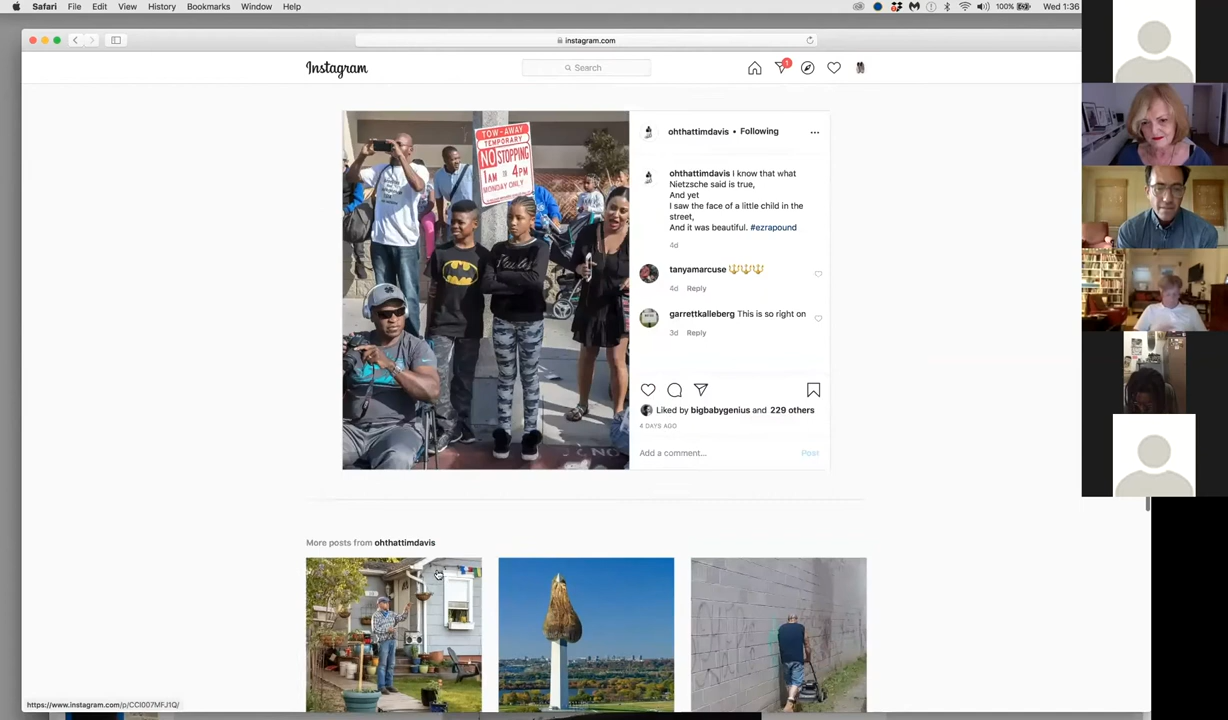 Safari File Edit View History Bookmarks Window Help 100% Wed 1:36
instagram.com
Instagram Search 1
TOW-AWAY
TEMPORARY
NO STOPPING
1AM TO 4PM
MONDAY ONLY
ohthattimdavis • Following
ohthattimdavis I know that what
Nietzsche said is true,
And yet
I saw the face of a little child in the
street,
And it was beautiful. #ezrapound
4d
tanyamarcuse
4d Reply
garrettkalleberg This is so right on
3d Reply
Liked by bigbabygenius and 229 others
4 DAYS AGO
Add a comment... Post
More posts from ohthattimdavis
https://www.instagram.com/p/CCI007MFJ1Q/